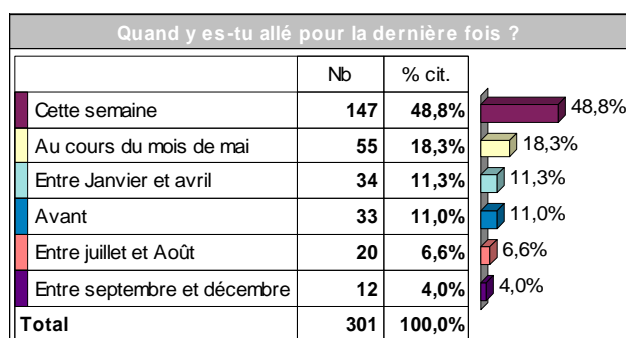 Quand y es-tu allé pour la dernière fois ?
Nb % cit.
Cette semaine 147 48,8% 48,8%
Au cours du mois de mai 55 18,3% 18,3%
Entre Janvier et avril 34 11,3% 11,3%
Avant 33 11,0% 11,0%
Entre juillet et Août 20 6,6% 6,6%
Entre septembre et décembre 12 4,0% 4,0%
Total 301 100,0%